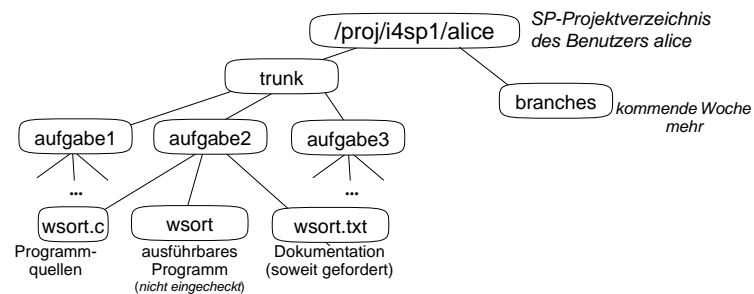 /proj/i4sp1/alice
SP-Projektverzeichnis
des Benutzers alice
trunk
branches
kommende Woche
mehr
aufgabe1
aufgabe2
aufgabe3
...
...
wsort.c
wsort
wsort.txt
Programm-
quellen
ausführbares
Programm
(nicht eingecheckt)
Dokumentation
(soweit gefordert)